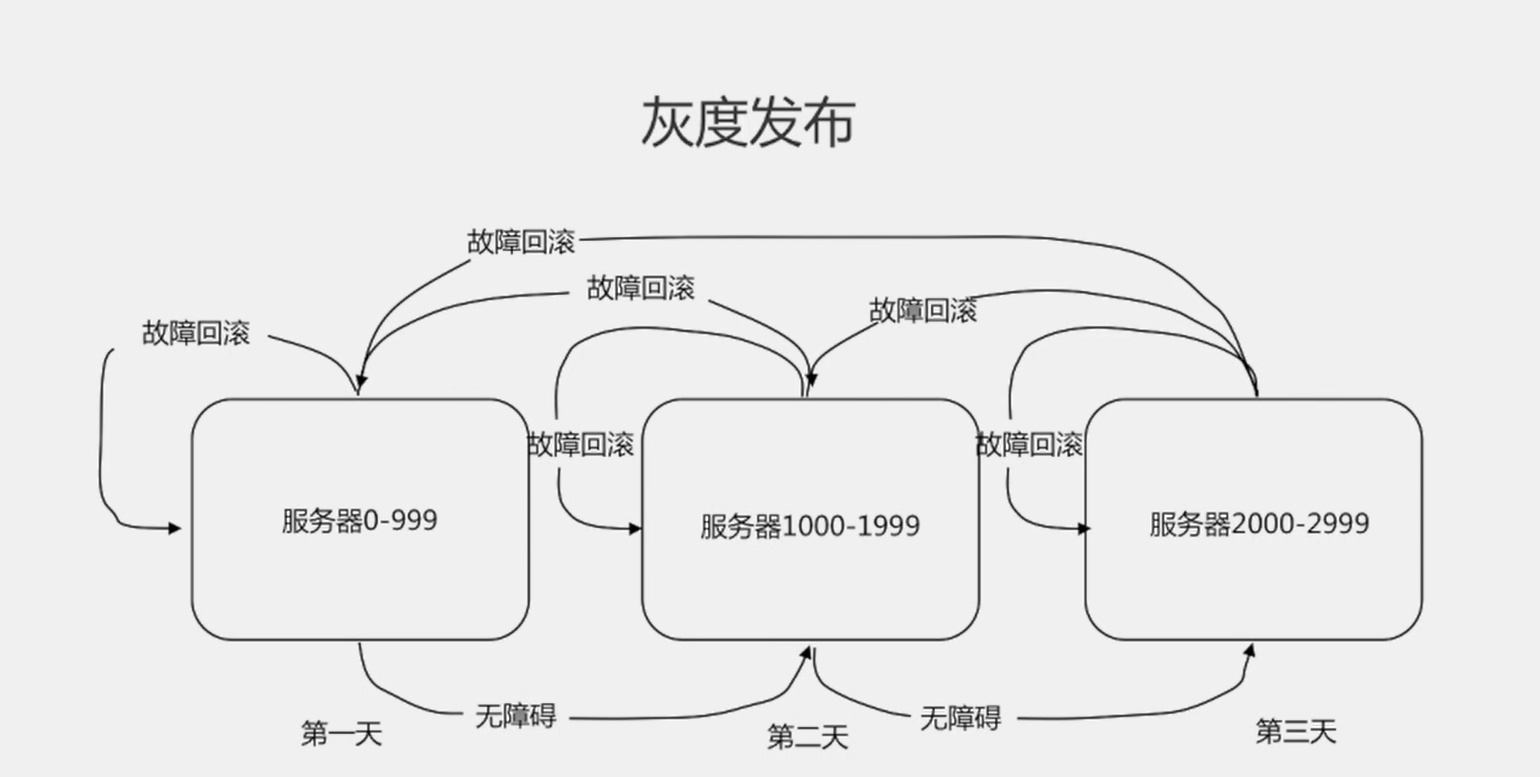 灰度发布
故障回滚
故障回滚
故障回滚
故障回滚
故障回滚
故障回滚
服务器0-999
服务器1000-1999
服务器2000-2999
无障碍
无障碍
第一天
第二天
第三天